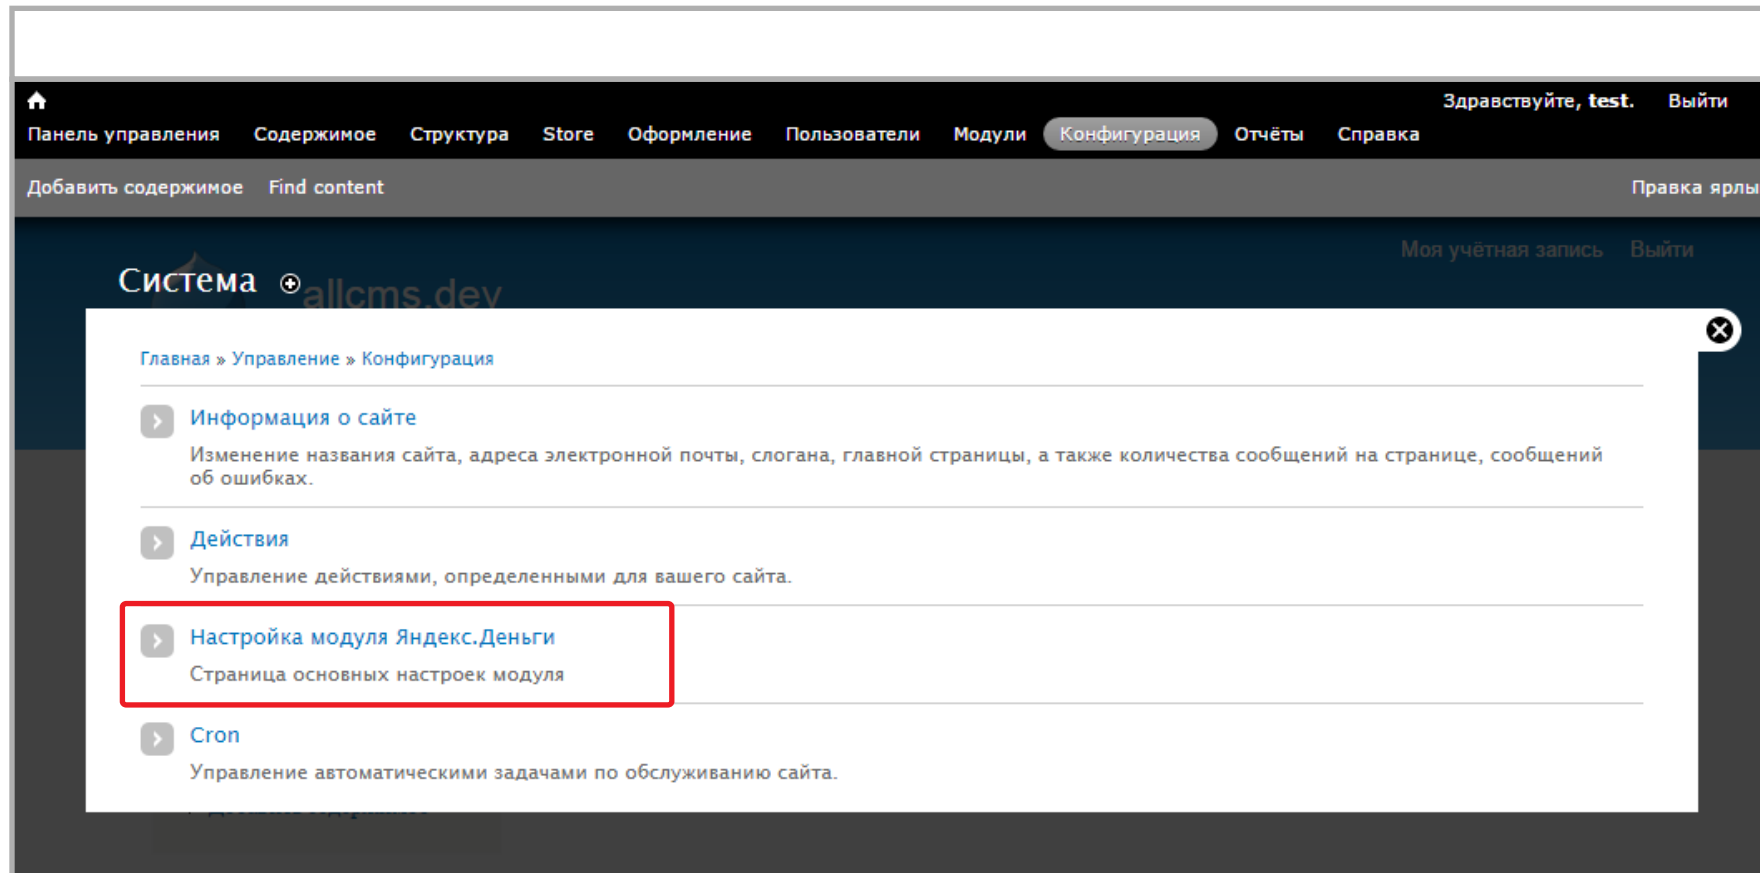 Здравствуйте, test. Выйти
Панель управления Содержимое Структура Store Оформление Пользователи Модули Конфигурация Отчёты Справка
Добавить содержимое Find content Правка ярлы
Моя учётная запись Выйти
Система
allcms.dev
Главная » Управление » Конфигурация
Информация о сайте
Изменение названия сайта, адреса электронной почты, слогана, главной страницы, а также количества сообщений на странице, сообщений
об ошибках.
Действия
Управление действиями, определенными для вашего сайта.
Настройка модуля Яндекс.Деньги
Страница основных настроек модуля
Cron
Управление автоматическими задачами по обслуживанию сайта.